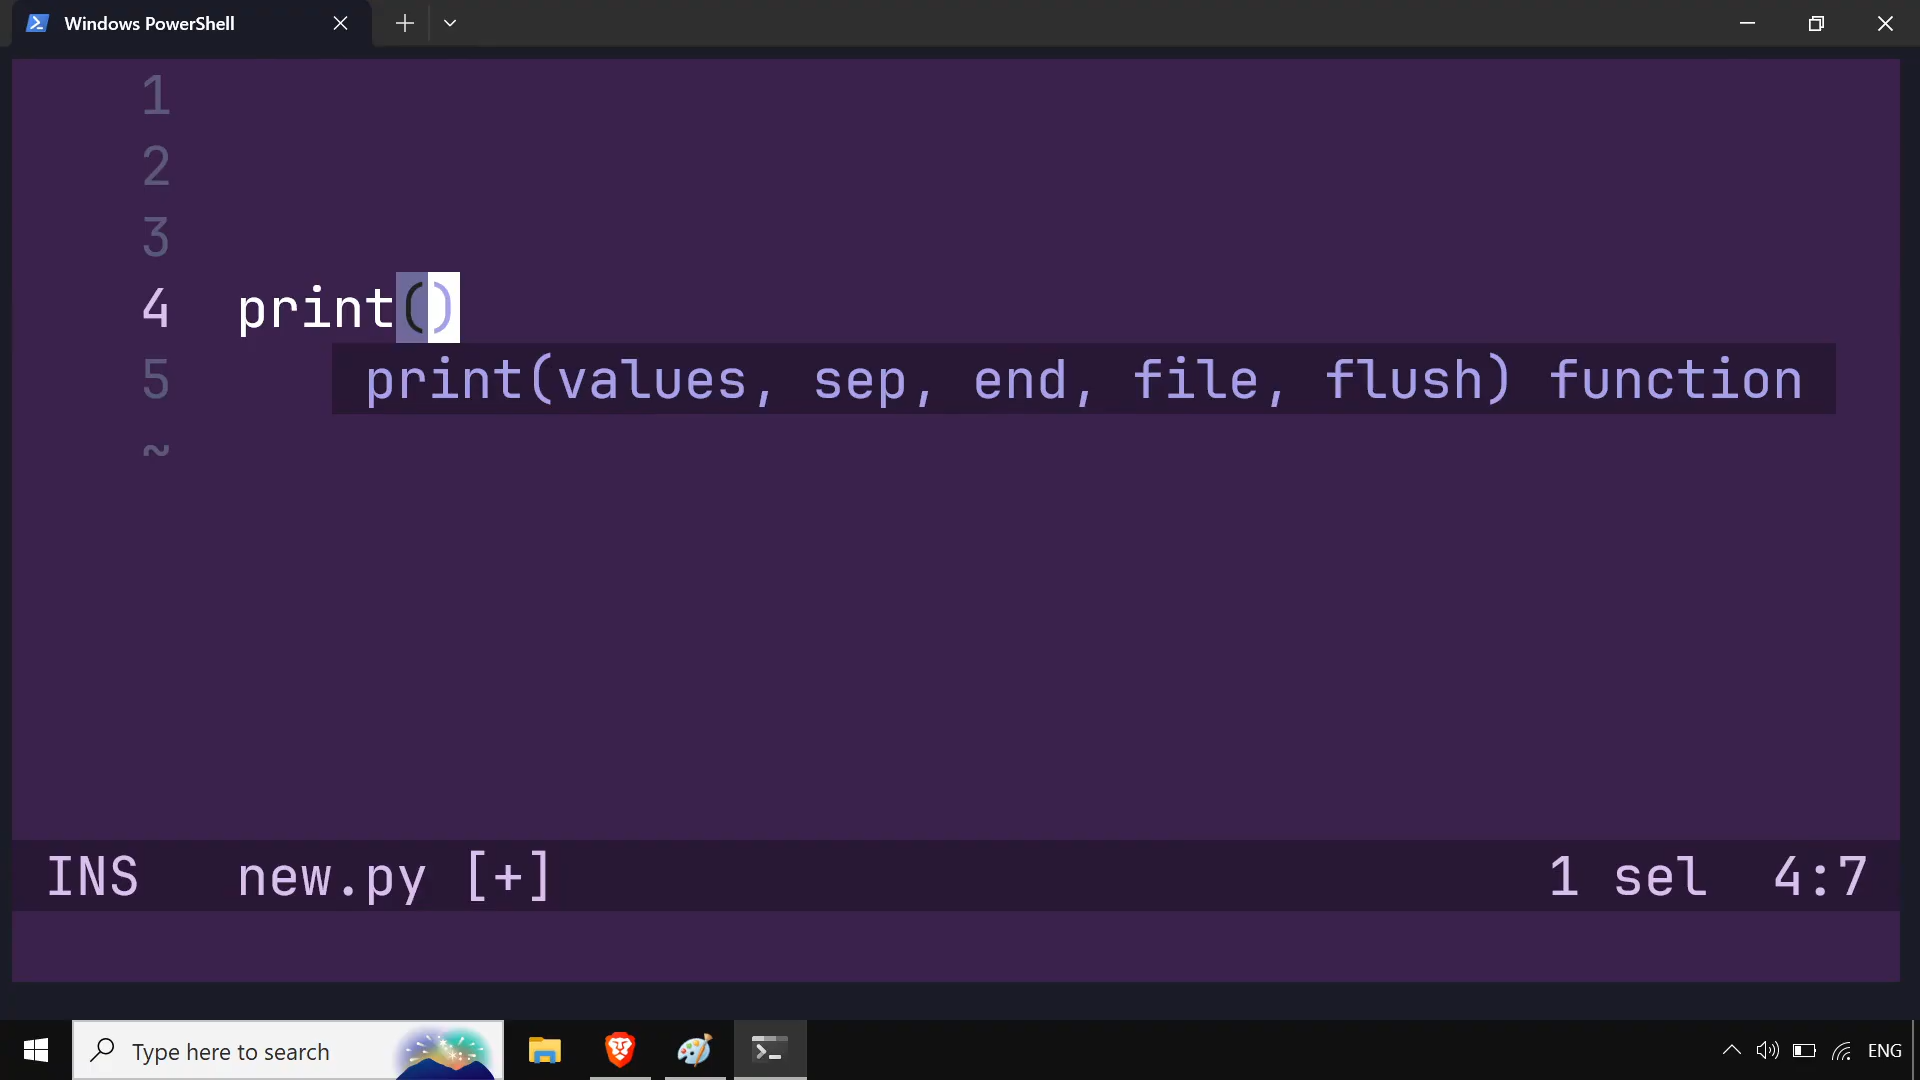 Windows PowerShell
1
2
3
4 print()
5 print(values, sep, end, file, flush) function
~
INS new.py [+] 1 sel 4:7
Type here to search ENG